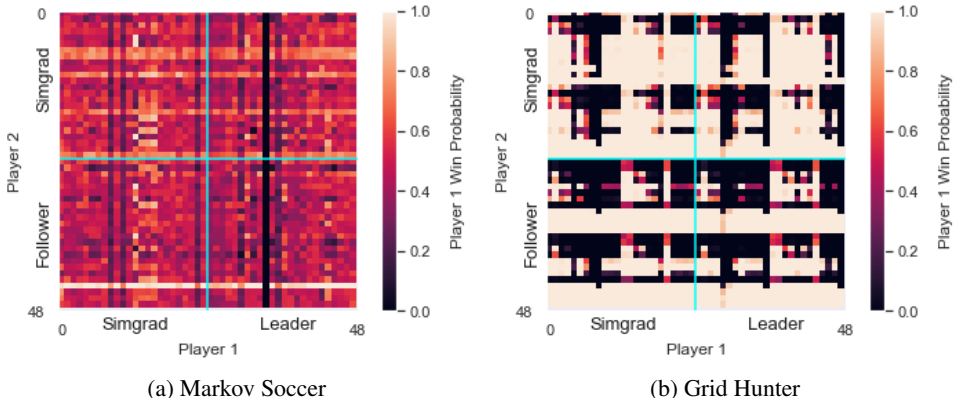 0
Simgrad
Player 2
Follower
48
0
Simgrad
Leader
48
Player 1
1.0
0.8
0.6
0.4
0.2
0.0
Player 1 Win Probability
(a) Markov Soccer
0
Simgrad
Player 2
Follower
48
0
Simgrad
Leader
48
Player 1
1.0
0.8
0.6
0.4
0.2
0.0
Player 1 Win Probability
(b) Grid Hunter